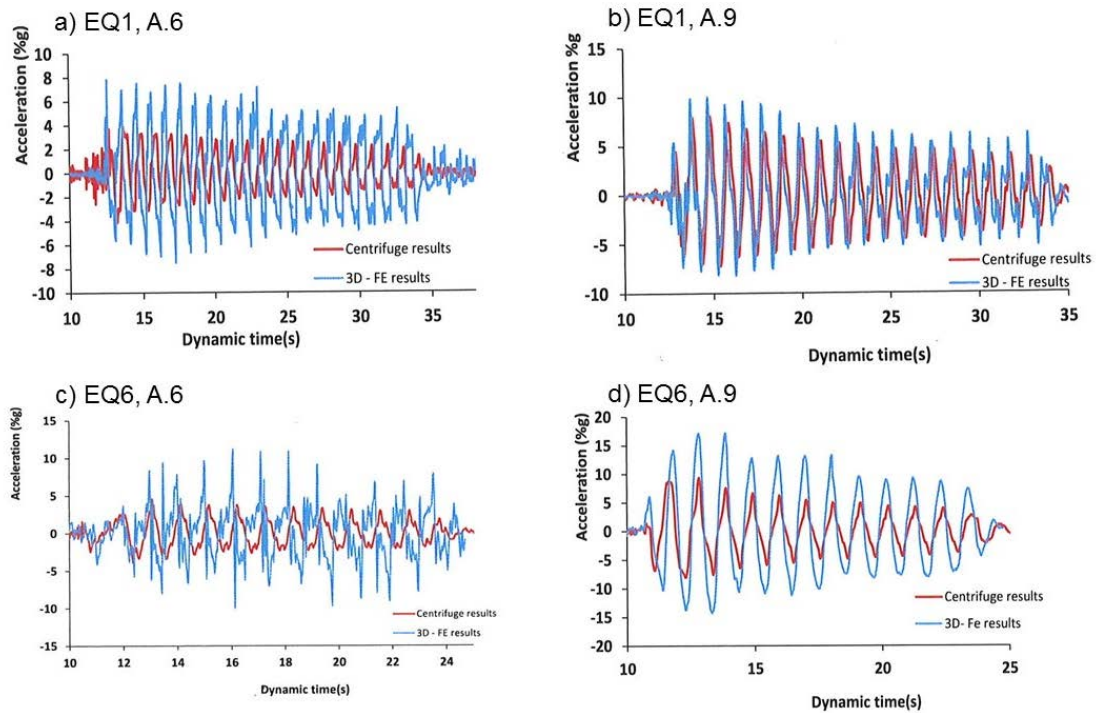 a) EQ1, A.6
Acceleration (%g)
10
8
6
4
2
0
-2
-4
-6
-8
-10
10 15 20 25 30 35
Dynamic time(s)
Centrifuge results
3D - FE results
b) EQ1, A.9
Acceleration %g
15
10
5
0
-5
-10
10 15 20 25 30 35
Dynamic time(s)
Centrifuge results
3D - FE results
c) EQ6, A.6
Acceleration (%g)
15
10
5
0
-5
-10
-15
10 12 14 16 18 20 22 24
Dynamic time(s)
Centrifuge results
3D - FE results
d) EQ6, A.9
Acceleration (%g)
20
15
10
5
0
-5
-10
-15
-20
10 15 20 25
Dynamic time(s)
Centrifuge results
3D- Fe results